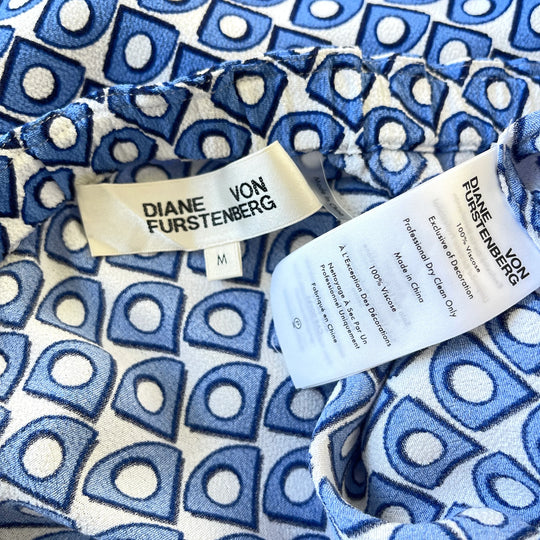 DIANE VON
FURSTENBERG
M
DIANE VON
FURSTENBERG
100% Viscose
Exclusive of Decoration
Professional Dry Clean Only
Made in China
100% Viscose
À L'Exception Des Décorations
Nettoyage À Sec Par Un
Professionnel Uniquement
Fabriqué en Chine
P